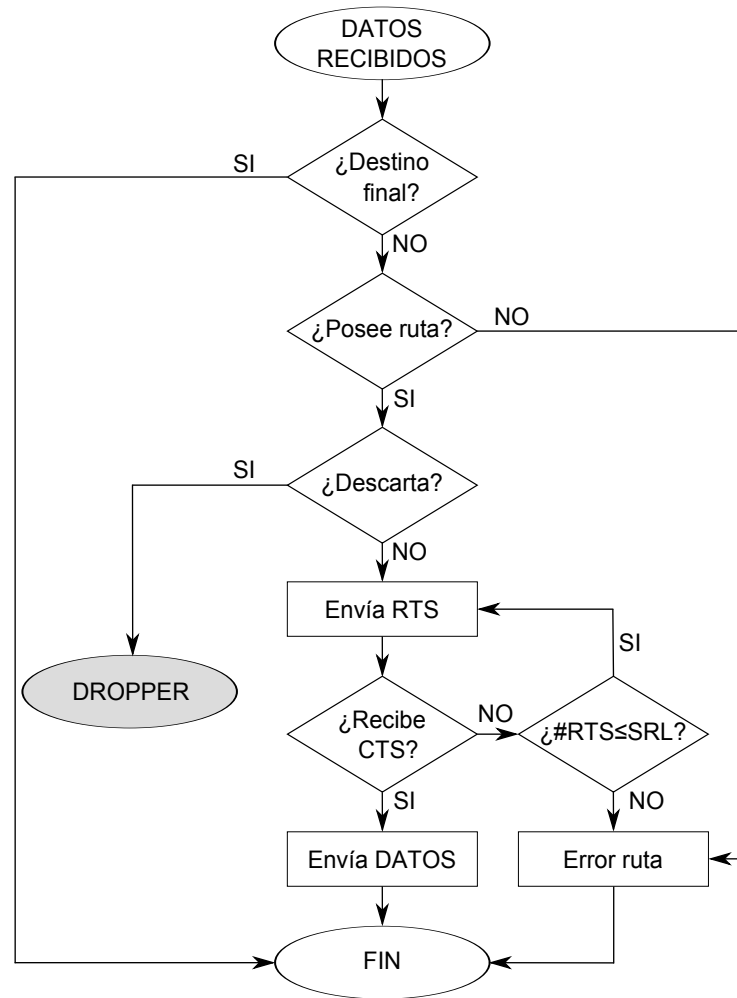 DATOS
RECIBIDOS
SI
¿Destino
final?
NO
¿Posee ruta?
NO
SI
SI
¿Descarta?
NO
Envía RTS
SI
DROPPER
¿Recibe
CTS?
NO
¿#RTS≤SRL?
SI
NO
Envía DATOS
Error ruta
FIN